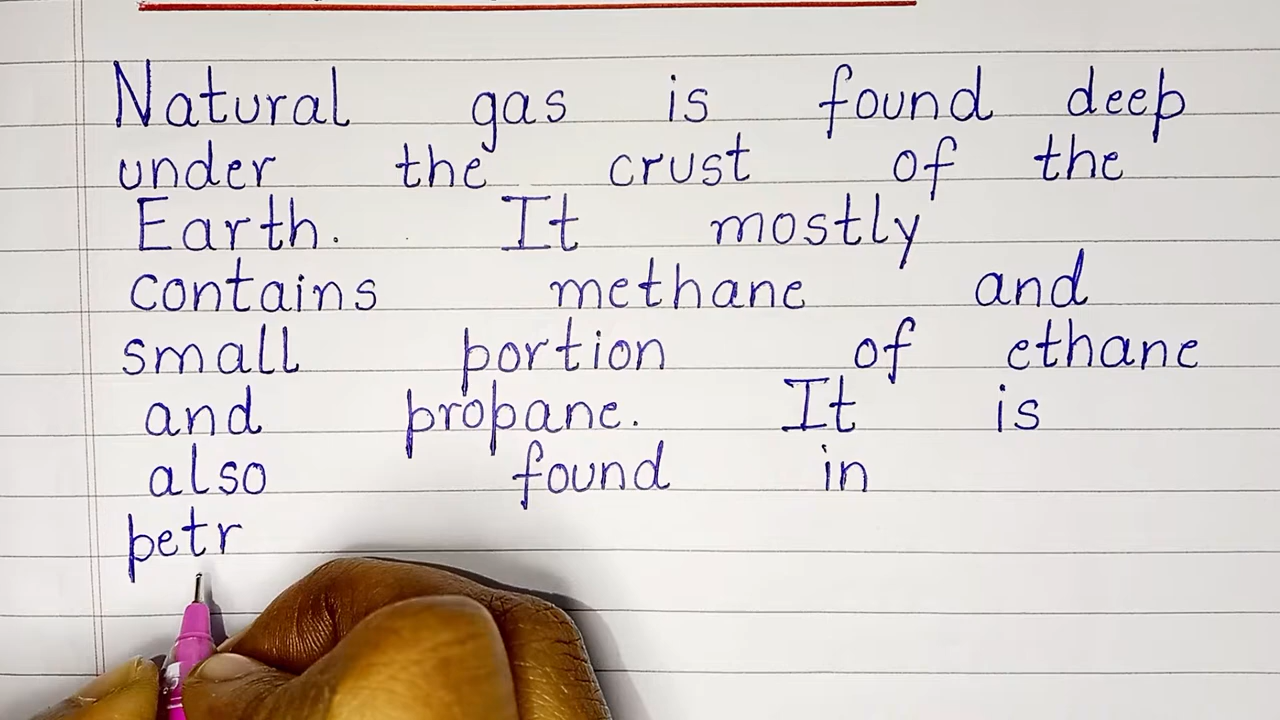 Natural gas is found deep
under the crust of the
Earth. It mostly
contains methane and
small portion of ethane
and propane. It is
also found in
petr